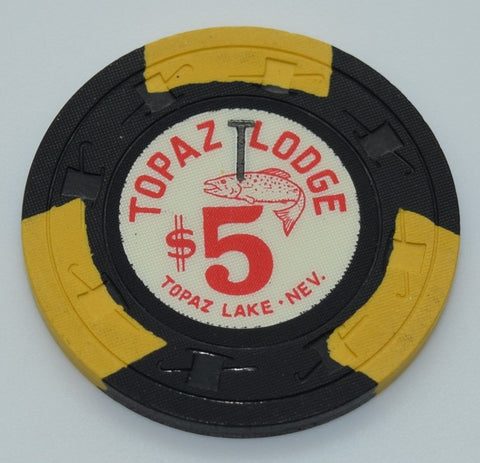 TOPAZ LODGE
$5
TOPAZ LAKE · NEV.